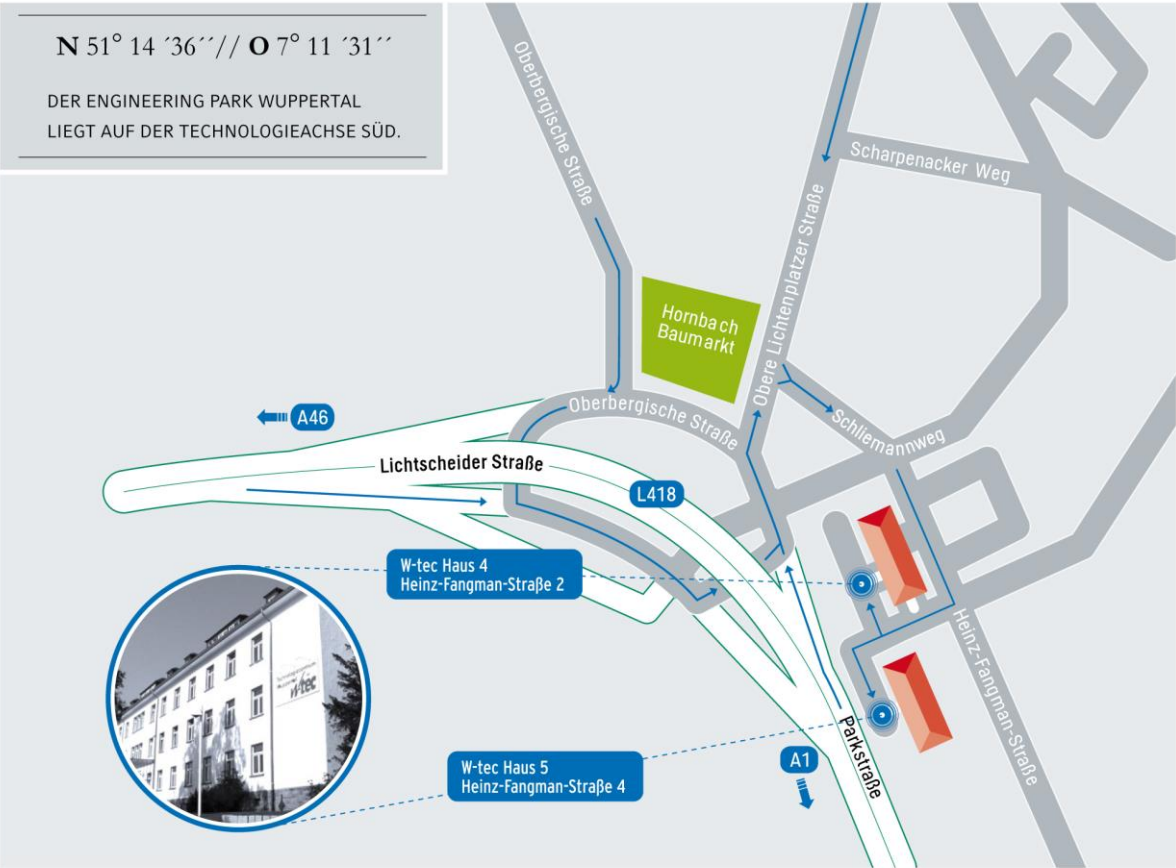 N 51° 14 ´36´´// O 7° 11 ´31´´
DER ENGINEERING PARK WUPPERTAL
LIEGT AUF DER TECHNOLOGIEACHSE SÜD.
Oberbergische Straße
Scharpenacker Weg
Obere Lichtenplatzer Straße
Hornbach
Baumarkt
A46
Oberbergische Straße
Schliemannweg
Lichtscheider Straße
L418
W-tec Haus 4
Heinz-Fangman-Straße 2
Heinz-Fangman-Straße
w-tec
Parkstraße
A1
W-tec Haus 5
Heinz-Fangman-Straße 4